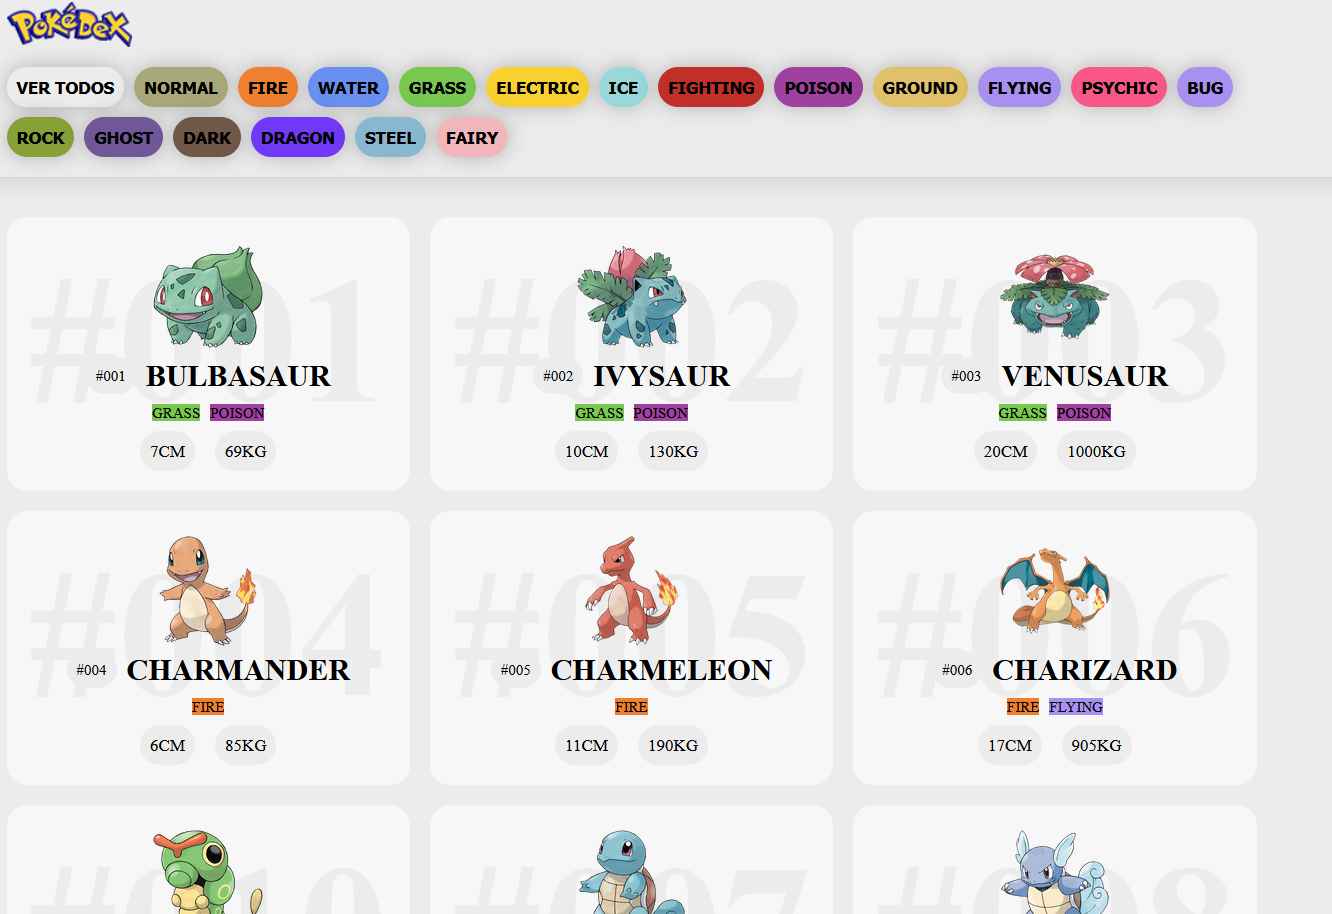 PoKéDeX
VER TODOS NORMAL FIRE WATER GRASS ELECTRIC ICE FIGHTING POISON GROUND FLYING PSYCHIC BUG
ROCK GHOST DARK DRAGON STEEL FAIRY
#001 #002 #003
#001 BULBASAUR #002 IVYSAUR #003 VENUSAUR
GRASS POISON GRASS POISON GRASS POISON
7CM 69KG 10CM 130KG 20CM 1000KG
#004 #005 #006
#004 CHARMANDER #005 CHARMELEON #006 CHARIZARD
FIRE FIRE FIRE FLYING
6CM 85KG 11CM 190KG 17CM 905KG